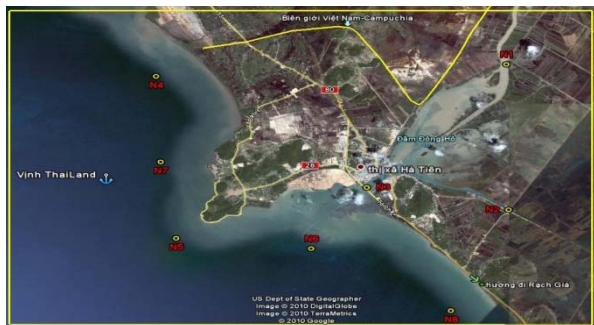 Biên giới Việt Nam-Campuchia
N1
N4
80
Đầm Đông Hồ
N7
Vịnh ThaiLand
28
thị xã Hà Tiên
N3
N2
N5
N6
hướng đi Rạch Giá
US Dept of State Geographer
Image © 2010 DigitalGlobe
Image © 2010 TerraMetrics
© 2010 Google
N8